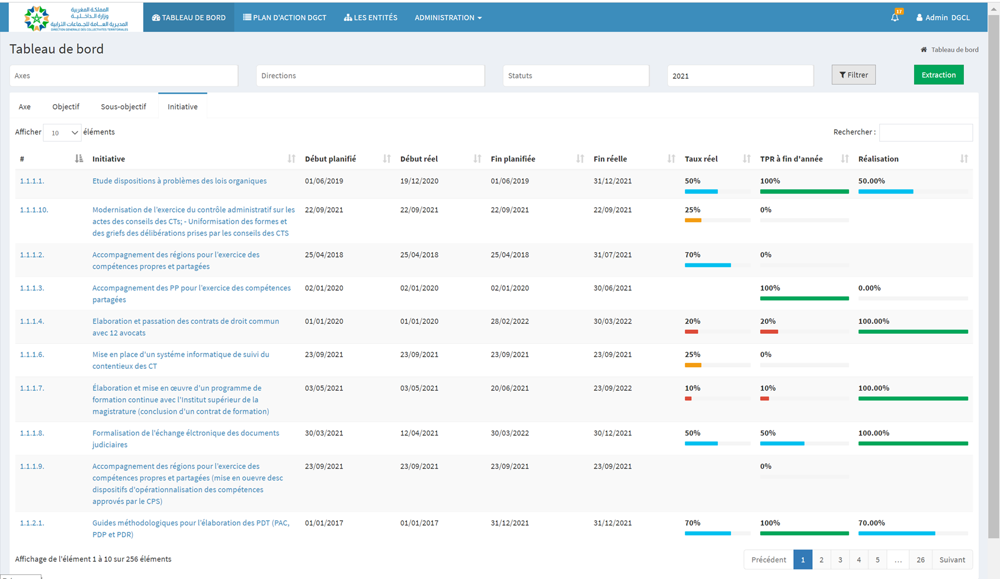 المملكة المغربية
وزارة الداخلـيــة
المديرية العـامـة للجـماعات الترابية
DIRECTION GENERALE DES COLLECTIVITES TERRITORIALES
TABLEAU DE BORD
PLAN D'ACTION DGCT
LES ENTITÉS
ADMINISTRATION
17
Admin DGCL
Tableau de bord
Tableau de bord
Axes
Directions
Statuts
2021
Filtrer
Extraction
Axe
Objectif
Sous-objectif
Initiative
Afficher 10 éléments
Rechercher :
# Initiative Début planifié Début réel Fin planifiée Fin réelle Taux réel TPR à fin d'année Réalisation
1.1.1.1. Etude dispositions à problèmes des lois organiques 01/06/2019 19/12/2020 01/06/2019 31/12/2021 50% 100% 50.00%
1.1.1.10. Modernisation de l'exercice du contrôle administratif sur les 22/09/2021 22/09/2021 22/09/2021 22/09/2021 25% 0%
actes des conseils des CTs; - Uniformisation des formes et
des griefs des délibérations prises par les conseils des CTS
1.1.1.2. Accompagnement des régions pour l'exercice des 25/04/2018 25/04/2018 25/04/2018 31/07/2021 70% 0%
compétences propres et partagées
1.1.1.3. Accompagnement des PP pour l'exercice des compétences 02/01/2020 02/01/2020 02/01/2020 30/06/2021 100% 0.00%
partagées
1.1.1.4. Elaboration et passation des contrats de droit commun 01/01/2020 01/01/2020 28/02/2022 30/03/2022 20% 20% 100.00%
avec 12 avocats
1.1.1.6. Mise en place d'un systéme informatique de suivi du 23/09/2021 23/09/2021 23/09/2021 23/09/2021 25% 0%
contentieux des CT
1.1.1.7. Élaboration et mise en œuvre d'un programme de 03/05/2021 03/05/2021 20/06/2021 23/09/2022 10% 10% 100.00%
formation continue avec l'Institut supérieur de la
magistrature (conclusion d'un contrat de formation)
1.1.1.8. Formalisation de l'échange élctronique des documents 30/03/2021 12/04/2021 30/03/2022 30/12/2021 50% 50% 100.00%
judiciaires
1.1.1.9. Accompagnement des régions pour l'exercice des 23/09/2021 23/09/2021 23/09/2021 23/09/2021 0%
compétences propres et partagées (mise en ouevre desc
dispositifs d'opérationnalisation des compétences
approvés par le CPS)
1.1.2.1. Guides méthodologiques pour l'élaboration des PDT (PAC, 01/01/2017 01/01/2017 31/12/2021 31/12/2021 70% 100% 70.00%
PDP et PDR)
Affichage de l'élément 1 à 10 sur 256 éléments
Précédent 1 2 3 4 5 … 26 Suivant